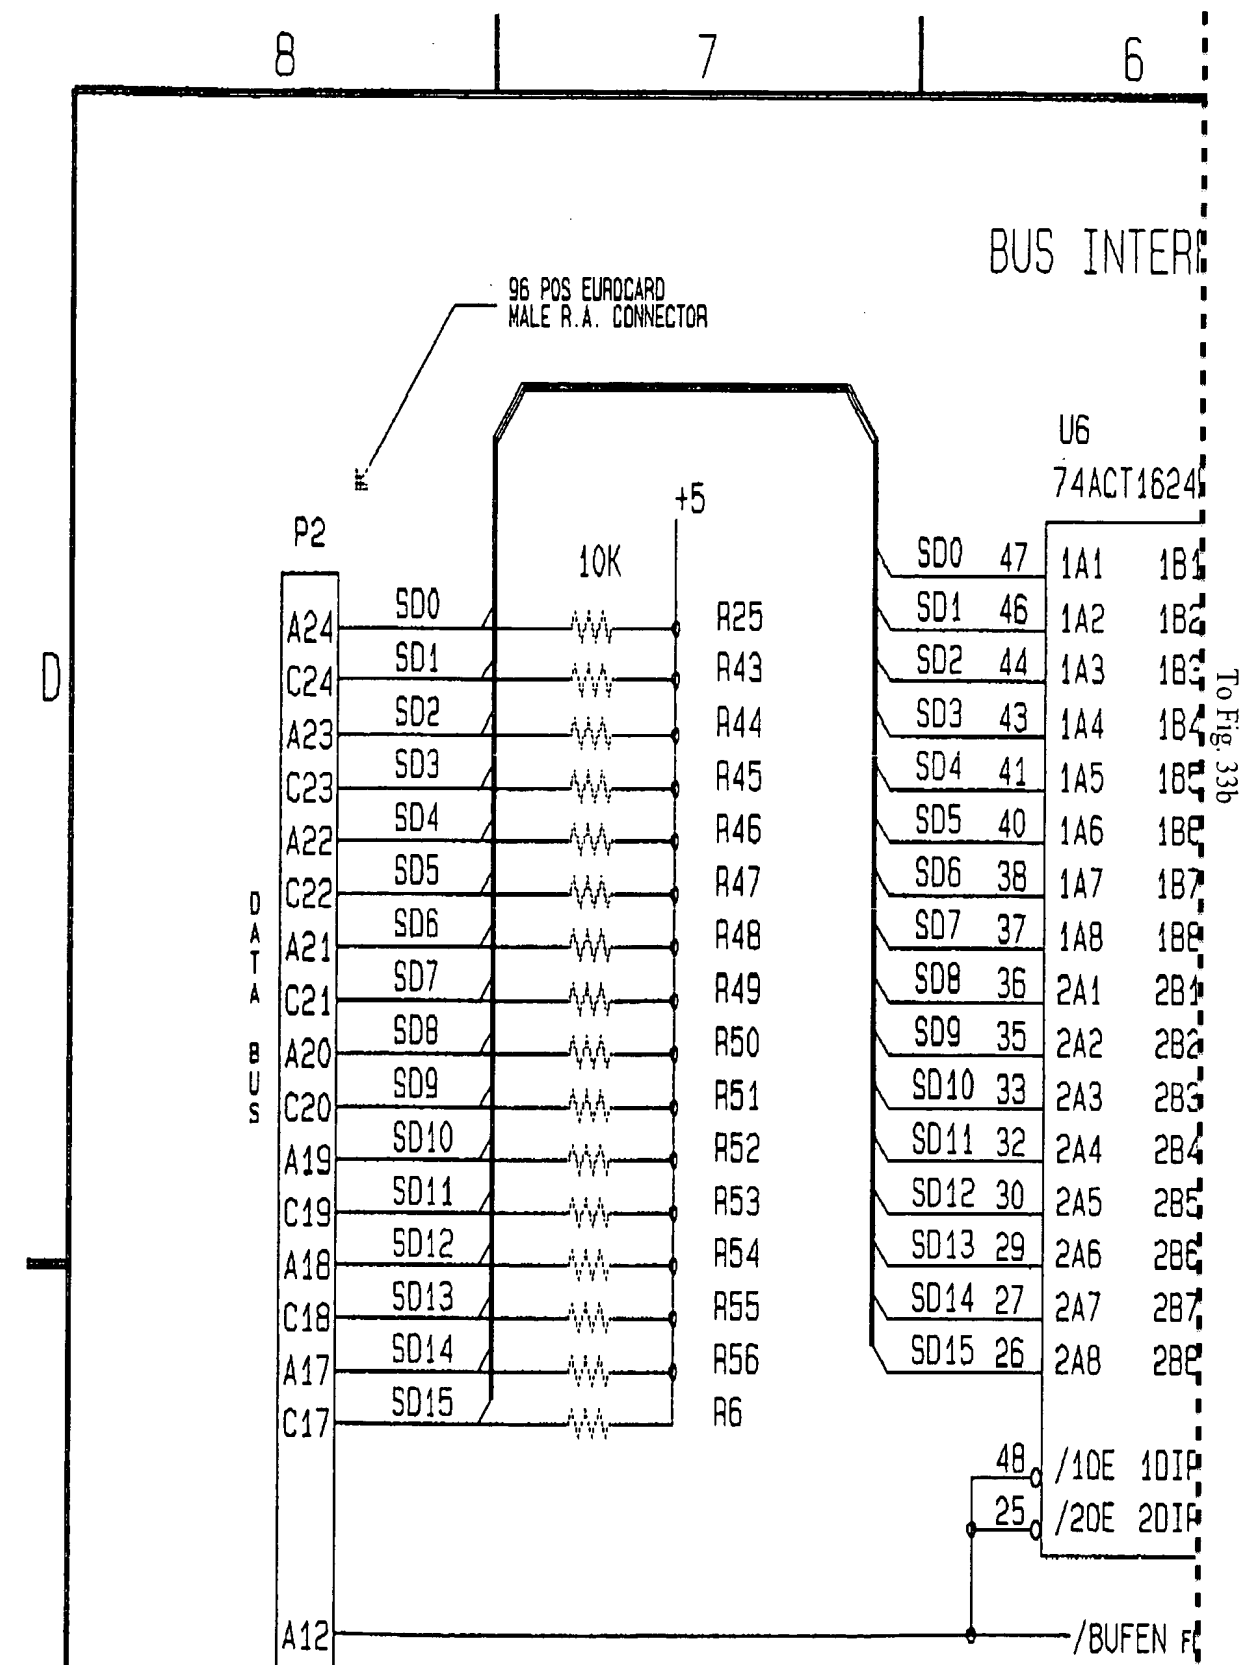 8 7 6
BUS INTER
96 POS EUROCARD
MALE R.A. CONNECTOR
U6
74ACT1624
+5
P2
10K
D
DATA BUS
To Fig. 33b
A24 SD0 R25
C24 SD1 R43
A23 SD2 R44
C23 SD3 R45
A22 SD4 R46
C22 SD5 R47
A21 SD6 R48
C21 SD7 R49
A20 SD8 R50
C20 SD9 R51
A19 SD10 R52
C19 SD11 R53
A18 SD12 R54
C18 SD13 R55
A17 SD14 R56
C17 SD15 R6
SD0 47 1A1 1B1
SD1 46 1A2 1B2
SD2 44 1A3 1B3
SD3 43 1A4 1B4
SD4 41 1A5 1B5
SD5 40 1A6 1B6
SD6 38 1A7 1B7
SD7 37 1A8 1B8
SD8 36 2A1 2B1
SD9 35 2A2 2B2
SD10 33 2A3 2B3
SD11 32 2A4 2B4
SD12 30 2A5 2B5
SD13 29 2A6 2B6
SD14 27 2A7 2B7
SD15 26 2A8 2B8
48 /1OE 1DIR
25 /2OE 2DIR
A12 /BUFEN